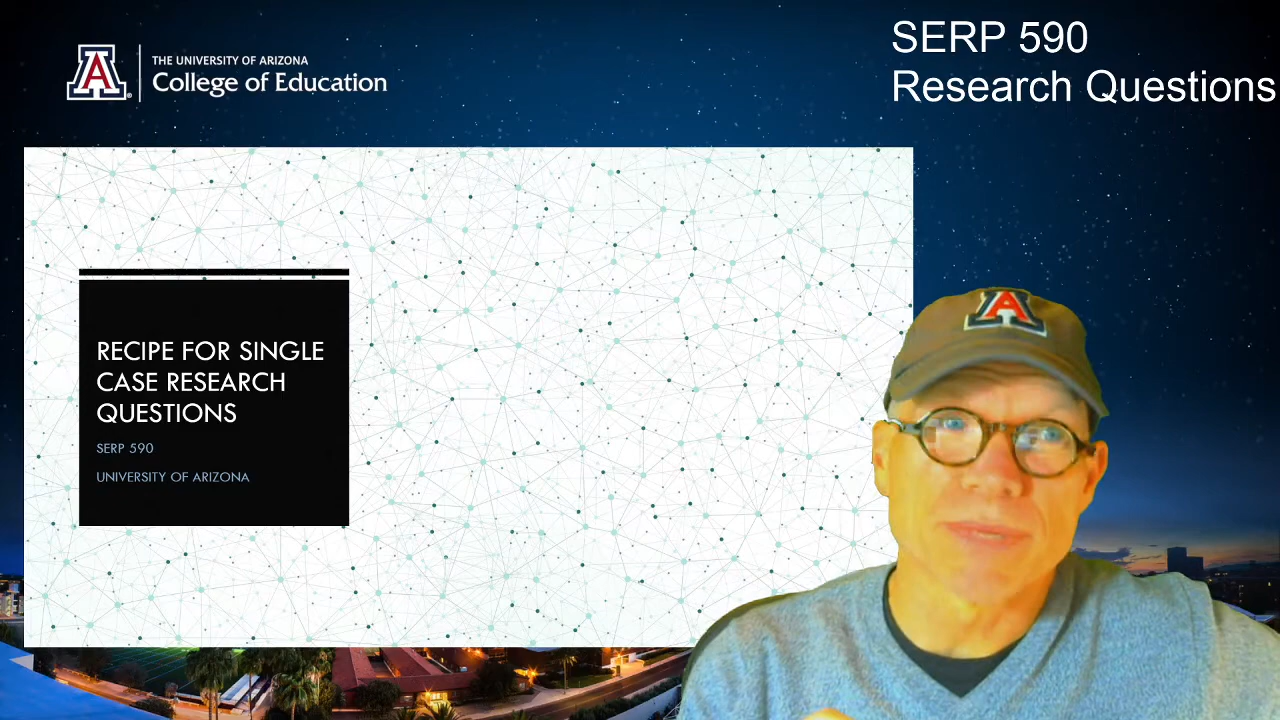 THE UNIVERSITY OF ARIZONA
College of Education
SERP 590
Research Questions
RECIPE FOR SINGLE
CASE RESEARCH
QUESTIONS
SERP 590
UNIVERSITY OF ARIZONA